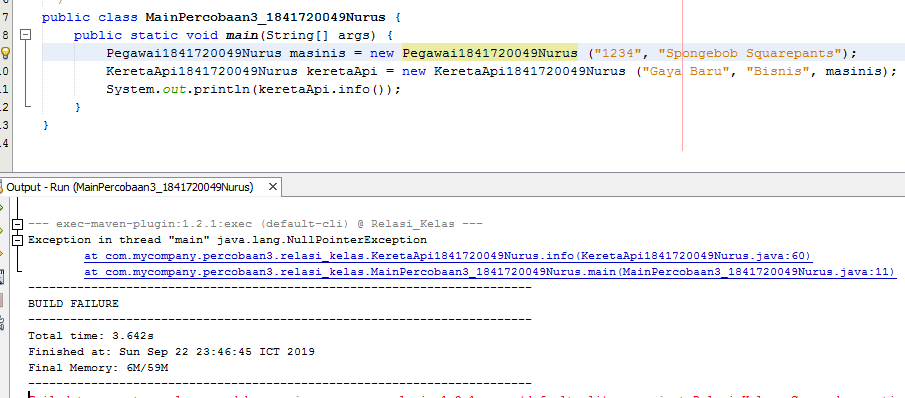 7 public class MainPercobaan3_1841720049Nurus {
8 public static void main(String[] args) {
Pegawai1841720049Nurus masinis = new Pegawai1841720049Nurus ("1234", "Spongebob Squarepants");
10 KeretaApi1841720049Nurus keretaApi = new KeretaApi1841720049Nurus ("Gaya Baru", "Bisnis", masinis);
11 System.out.println(keretaApi.info());
12 }
13 }
14
Output - Run (MainPercobaan3_1841720049Nurus)
--- exec-maven-plugin:1.2.1:exec (default-cli) @ Relasi_Kelas ---
Exception in thread "main" java.lang.NullPointerException
at com.mycompany.percobaan3.relasi_kelas.KeretaApi1841720049Nurus.info(KeretaApi1841720049Nurus.java:60)
at com.mycompany.percobaan3.relasi_kelas.MainPercobaan3_1841720049Nurus.main(MainPercobaan3_1841720049Nurus.java:11)
------------------------------------------------------------------------
BUILD FAILURE
------------------------------------------------------------------------
Total time: 3.642s
Finished at: Sun Sep 22 23:46:45 ICT 2019
Final Memory: 6M/59M
------------------------------------------------------------------------